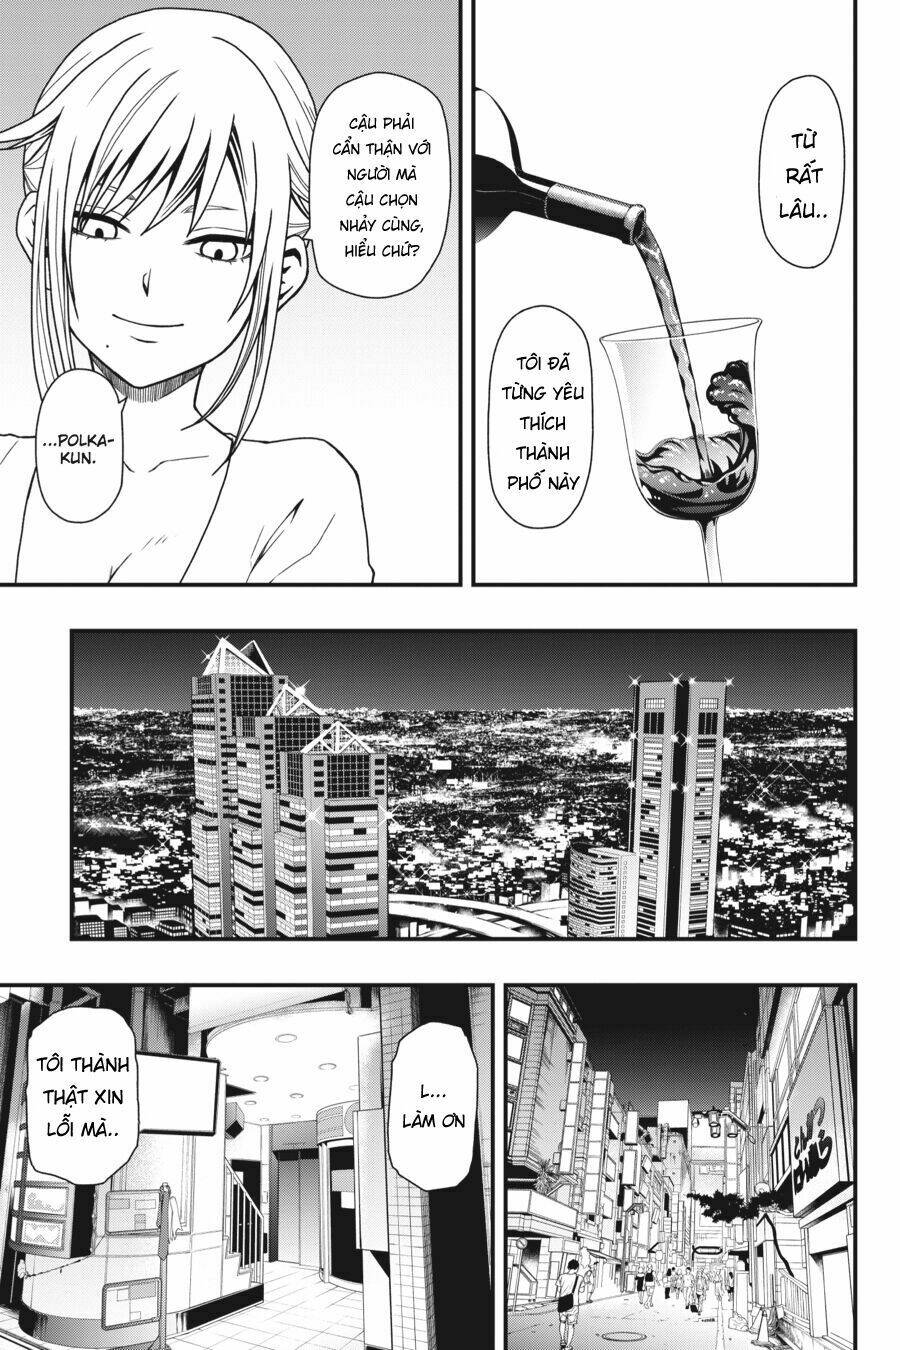 TỪ
RẤT
LÂU..
TÔI ĐÃ
TỪNG YÊU
THÍCH
THÀNH
PHỐ NÀY
CẬU PHẢI
CẨN THẬN VỚI
NGƯỜI MÀ
CẬU CHỌN
NHẢY CÙNG,
HIỂU CHỨ?
...POLKA-
KUN.
L...
LÀM ƠN
TÔI THÀNH
THẬT XIN
LỖI MÀ..